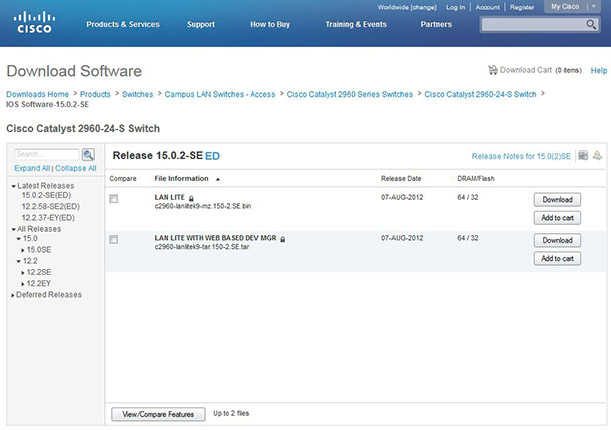 Worldwide [change] Log In Account Register My Cisco
CISCO
Products & Services Support How to Buy Training & Events Partners
Download Software
Download Cart (0 items) Help
Downloads Home > Products > Switches > Campus LAN Switches - Access > Cisco Catalyst 2960 Series Switches > Cisco Catalyst 2960-24-S Switch >
IOS Software-15.0.2-SE
Cisco Catalyst 2960-24-S Switch
Search...
Expand All | Collapse All
Latest Releases
15.0.2-SE(ED)
12.2.58-SE2(ED)
12.2.37-EY(ED)
All Releases
15.0
15.0SE
12.2
12.2SE
12.2EY
Deferred Releases
Release 15.0.2-SE ED
Release Notes for 15.0(2)SE
Compare File Information Release Date DRAM/Flash
LAN LITE 07-AUG-2012 64 / 32 Download
c2960-lanlitek9-mz.150-2.SE.bin
Add to cart
LAN LITE WITH WEB BASED DEV MGR 07-AUG-2012 64 / 32 Download
c2960-lanlitek9-tar.150-2.SE.tar
Add to cart
View/Compare Features Up to 2 files